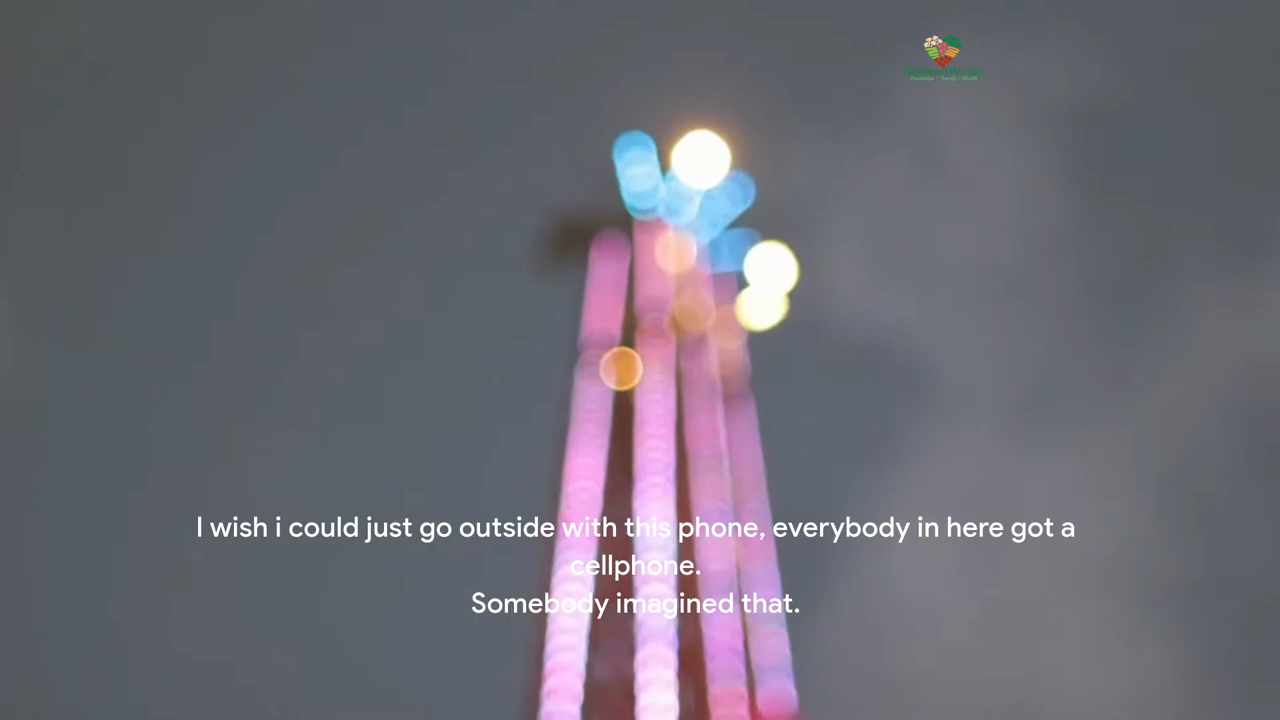 I wish i could just go outside with this phone, everybody in here got a
cellphone.
Somebody imagined that.